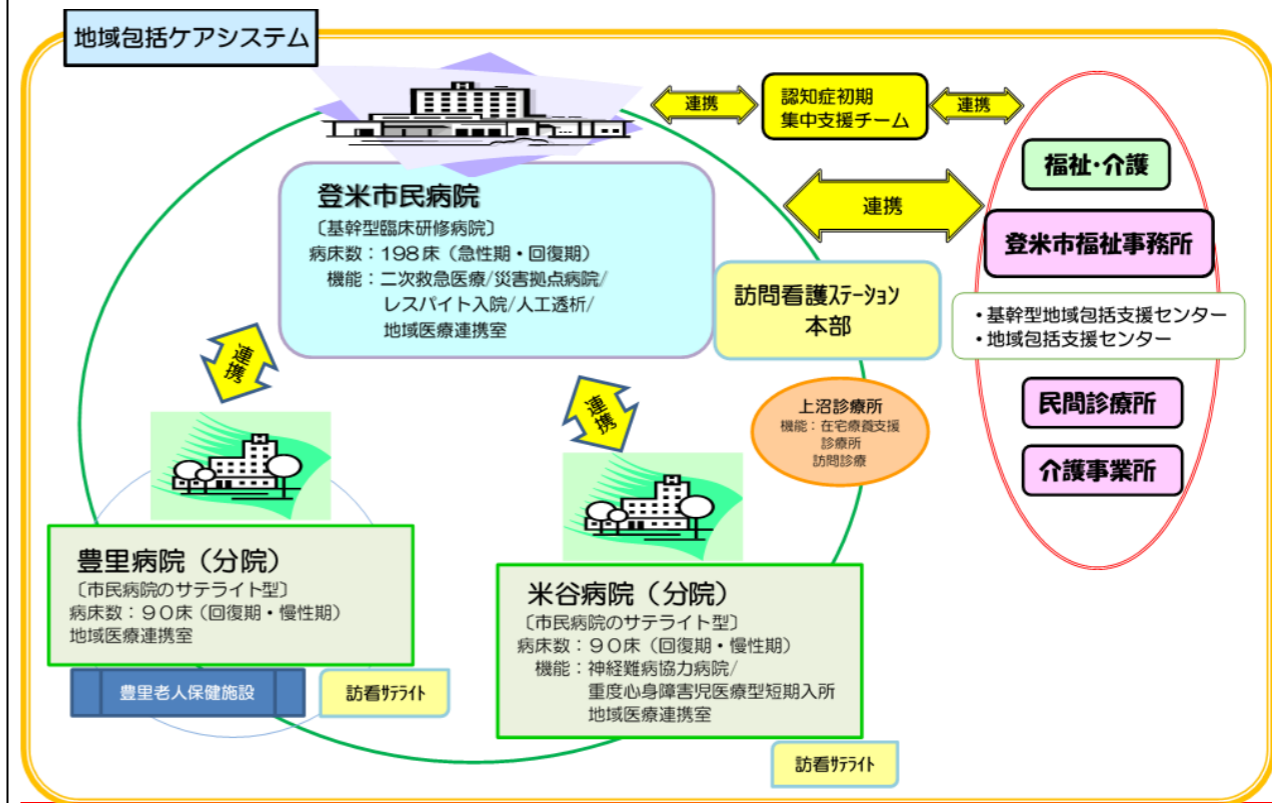 地域包括ケアシステム
連携
認知症初期
集中支援チーム
連携
福祉・介護
連携
登米市福祉事務所
・基幹型地域包括支援センター
・地域包括支援センター
民間診療所
介護事業所
登米市民病院
〔基幹型臨床研修病院〕
病床数：198床（急性期・回復期）
機能：二次救急医療/災害拠点病院/
レスパイト入院/人工透析/
地域医療連携室
訪問看護ｽﾃｰｼｮﾝ
本部
上沼診療所
機能：在宅療養支援
診療所
訪問診療
連携
連携
豊里病院（分院）
〔市民病院のサテライト型〕
病床数：９０床（回復期・慢性期）
地域医療連携室
豊里老人保健施設
訪看ｻﾃﾗｲﾄ
米谷病院（分院）
〔市民病院のサテライト型〕
病床数：９０床（回復期・慢性期）
機能：神経難病協力病院/
重度心身障害児医療型短期入所
地域医療連携室
訪看ｻﾃﾗｲﾄ